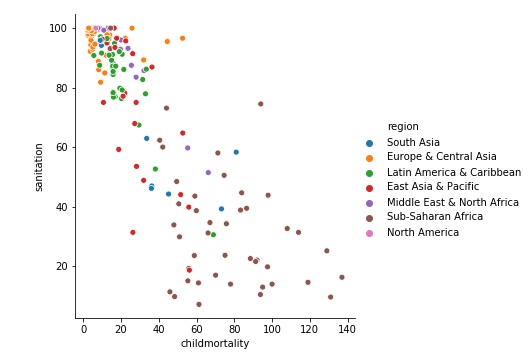 100
80
60
40
20
sanitation
0
20
40
60
80
100
120
140
childmortality
region
South Asia
Europe & Central Asia
Latin America & Caribbean
East Asia & Pacific
Middle East & North Africa
Sub-Saharan Africa
North America